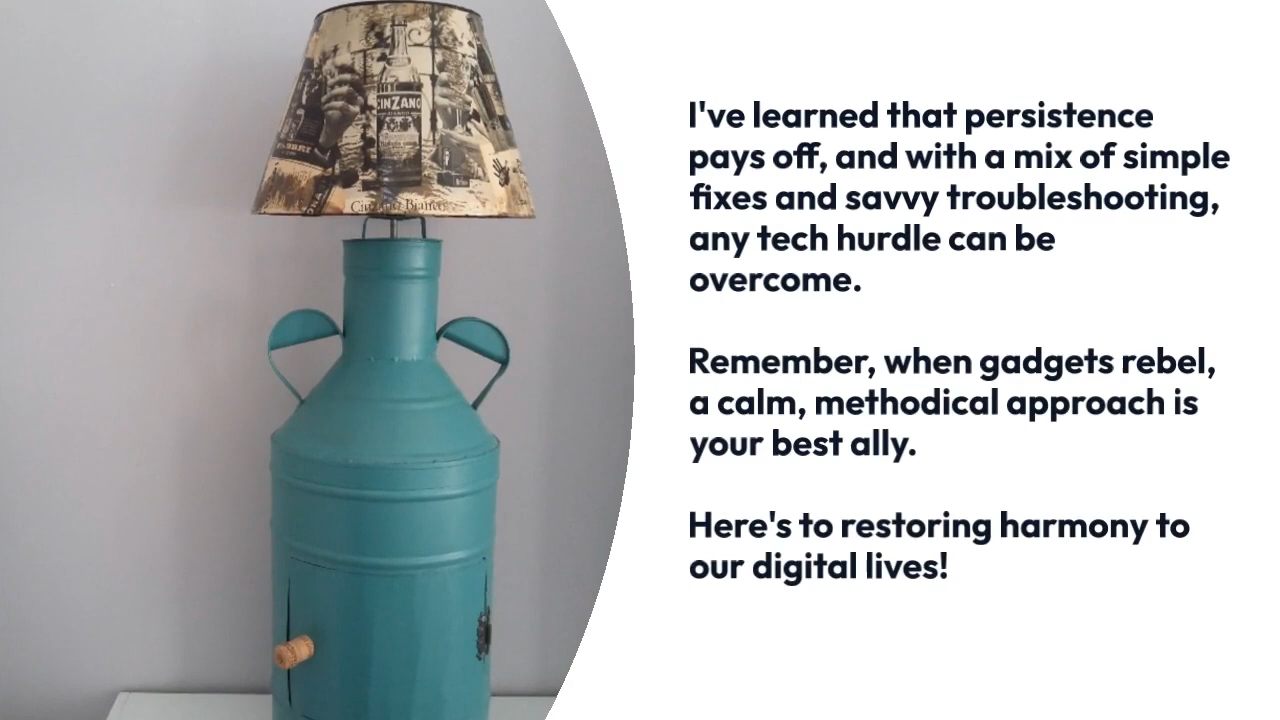 CINZANO
Cinzano Bianco
I've learned that persistence
pays off, and with a mix of simple
fixes and savvy troubleshooting,
any tech hurdle can be
overcome.
Remember, when gadgets rebel,
a calm, methodical approach is
your best ally.
Here's to restoring harmony to
our digital lives!